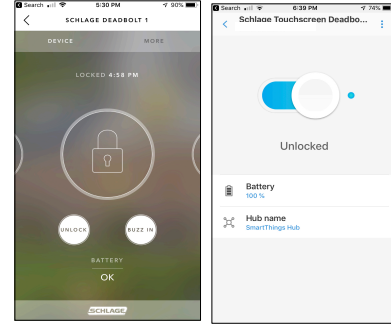 Search 5:30 PM 90%
SCHLAGE DEADBOLT 1
DEVICE MORE
LOCKED 4:58 PM
UNLOCK BUZZ IN
BATTERY
OK
SCHLAGE
Search 6:39 PM 74%
Schlage Touchscreen Deadbo...
Unlocked
Battery
100 %
Hub name
SmartThings Hub